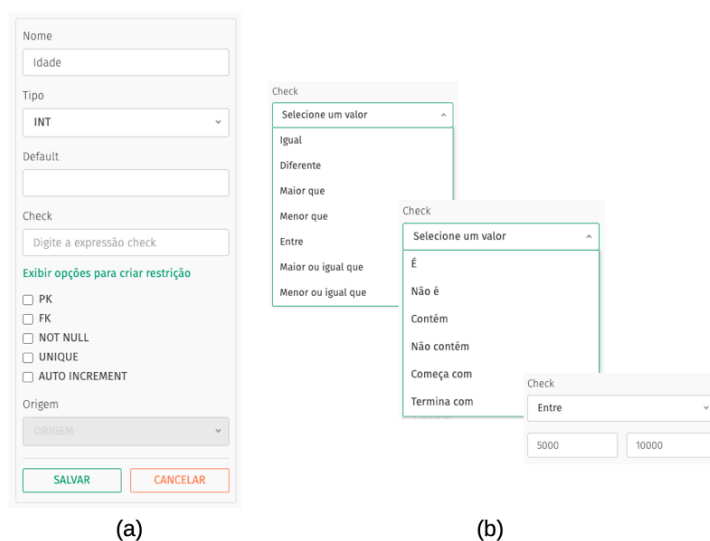 Nome
Idade
Tipo
INT
Default
Check
Digite a expressão check
Exibir opções para criar restrição
PK
FK
NOT NULL
UNIQUE
AUTO INCREMENT
Origem
ORIGEM
SALVAR CANCELAR
(a)
Check
Selecione um valor
Igual
Diferente
Maior que
Menor que
Entre
Maior ou igual que
Menor ou igual que
Check
Selecione um valor
É
Não é
Contém
Não contém
Começa com
Termina com
Check
Entre
5000 10000
(b)